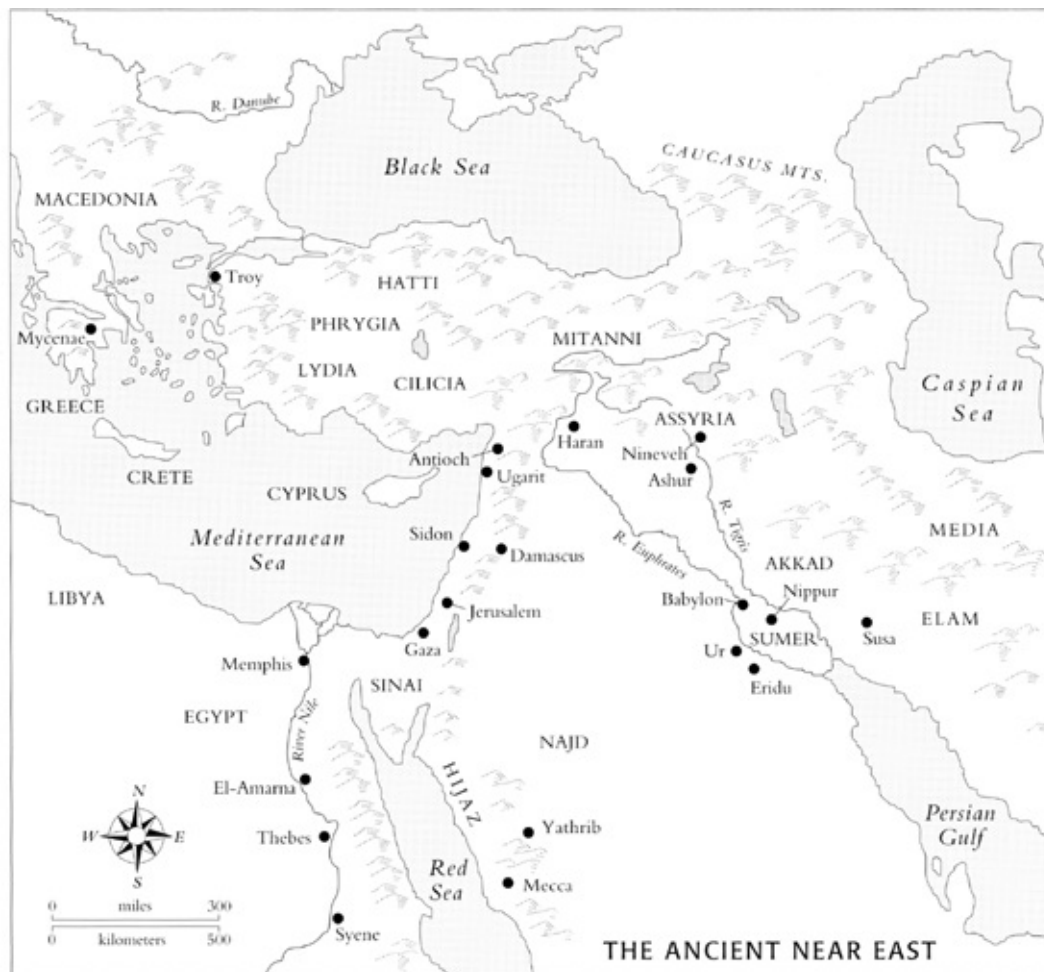 R. Danube
Black Sea
CAUCASUS MTS.
MACEDONIA
Troy
HATTI
PHRYGIA
MITANNI
Mycenae
LYDIA
CILICIA
Caspian
Sea
GREECE
Haran
ASSYRIA
Nineveh
Antioch
Ashur
CRETE
CYPRUS
Ugarit
R. Tigris
MEDIA
Mediterranean
Sea
Sidon
Damascus
R. Euphrates
AKKAD
Nippur
LIBYA
Jerusalem
Babylon
SUMER
Susa
ELAM
Gaza
Ur
Memphis
Eridu
SINAI
EGYPT
River Nile
NAJD
HIJAZ
El-Amarna
N
W E
S
Thebes
Yathrib
Persian
Gulf
Red
Sea
Mecca
0 miles 300
0 kilometers 500
Syene
THE ANCIENT NEAR EAST